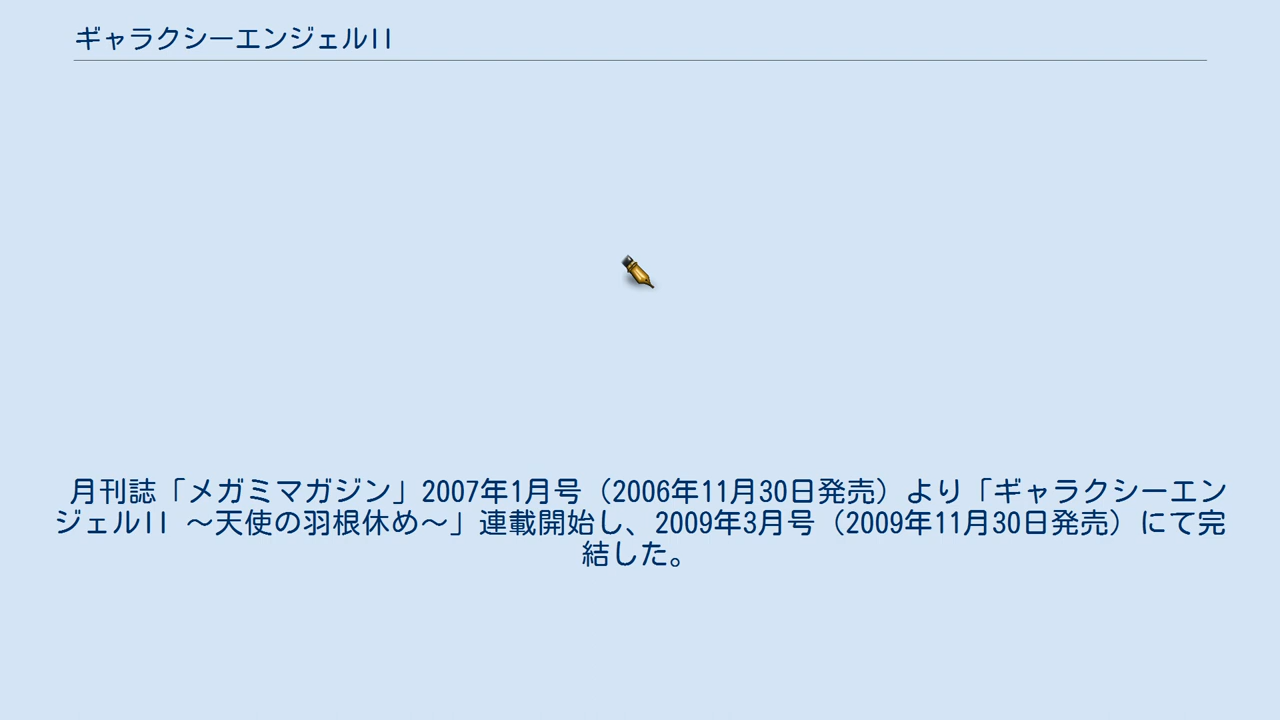 ギャラクシーエンジェルII
月刊誌「メガミマガジン」2007年1月号（2006年11月30日発売）より「ギャラクシーエン
ジェルII ～天使の羽根休め～」連載開始し、2009年3月号（2009年11月30日発売）にて完
結した。